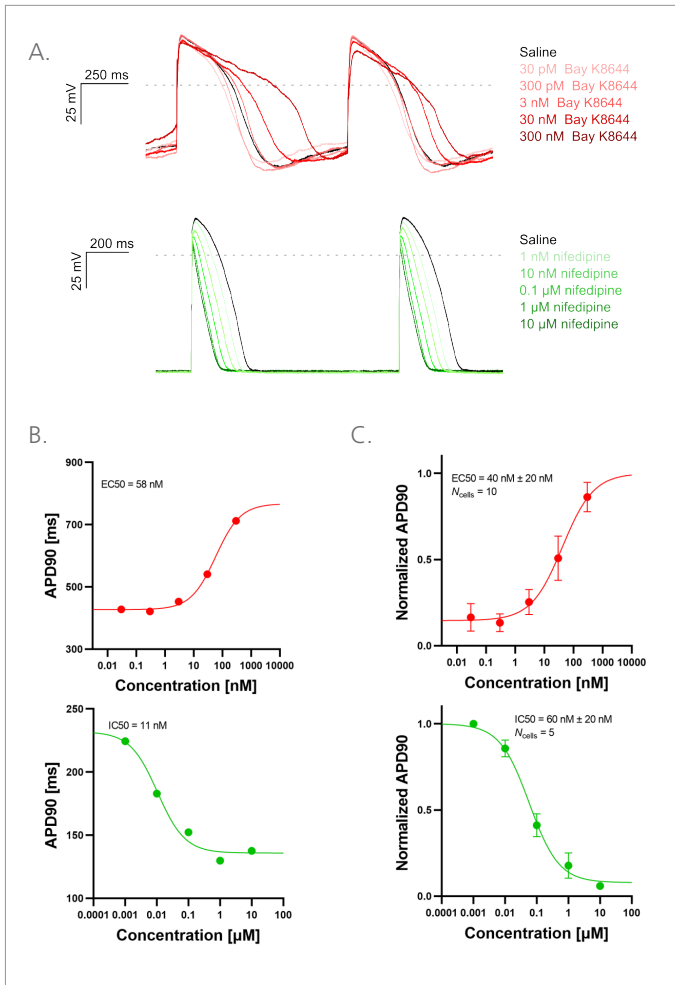 A.
250 ms
25 mV
Saline
30 pM Bay K8644
300 pM Bay K8644
3 nM Bay K8644
30 nM Bay K8644
300 nM Bay K8644
200 ms
25 mV
Saline
1 nM nifedipine
10 nM nifedipine
0.1 µM nifedipine
1 µM nifedipine
10 µM nifedipine
B.
900
700
500
300
APD90 [ms]
EC50 = 58 nM
0.01 0.1 1 10 100 1000 10000
Concentration [nM]
250
200
150
100
APD90 [ms]
IC50 = 11 nM
0.0001 0.001 0.01 0.1 1 10 100
Concentration [µM]
C.
1.0
0.5
0.0
Normalized APD90
EC50 = 40 nM ± 20 nM
Ncells = 10
0.01 0.1 1 10 100 1000 10000
Concentration [nM]
1.0
0.5
0.0
Normalized APD90
IC50 = 60 nM ± 20 nM
Ncells = 5
0.0001 0.001 0.01 0.1 1 10 100
Concentration [µM]